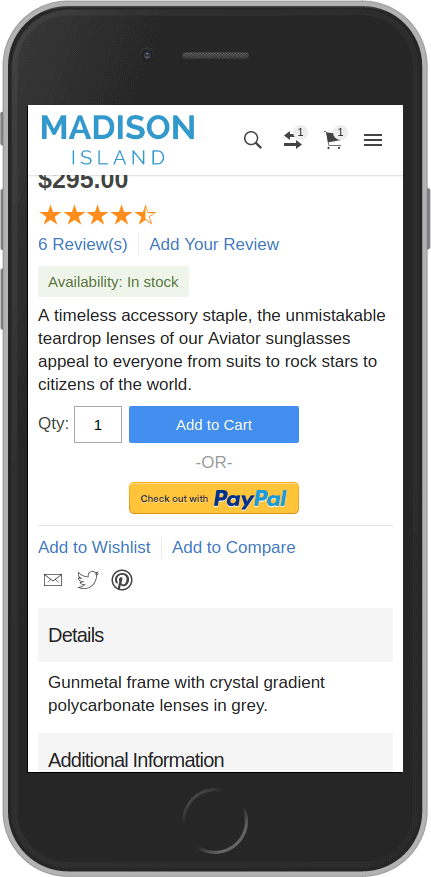 MADISON
ISLAND
1
1
$295.00
6 Review(s)
Add Your Review
Availability: In stock
A timeless accessory staple, the unmistakable
teardrop lenses of our Aviator sunglasses
appeal to everyone from suits to rock stars to
citizens of the world.
Qty: 1 Add to Cart
-OR-
Check out with PayPal
Add to Wishlist
Add to Compare
Details
Gunmetal frame with crystal gradient
polycarbonate lenses in grey.
Additional Information